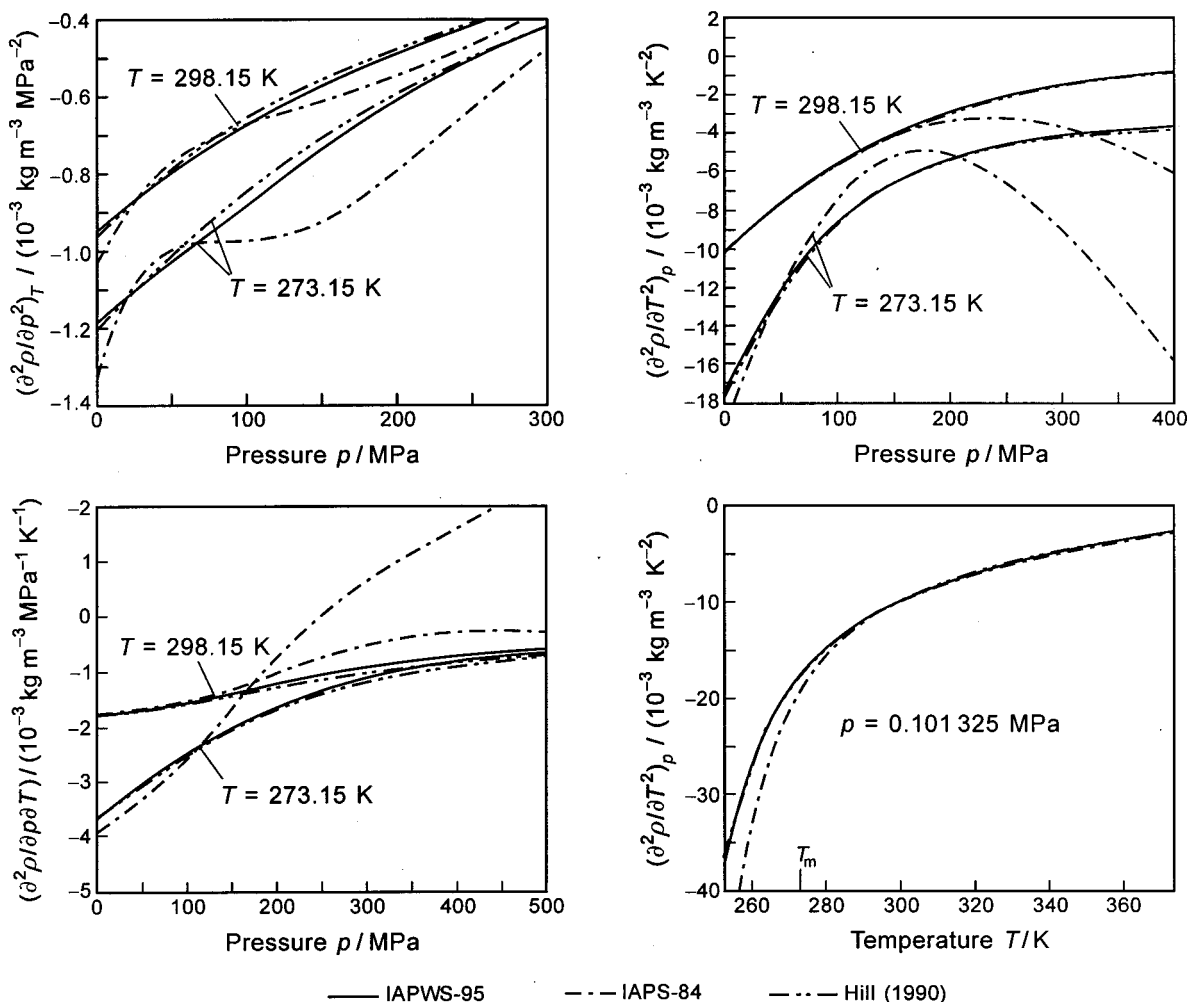 (∂²ρ/∂p²)_T / (10⁻³ kg m⁻³ MPa⁻²)
−0.4
−0.6
−0.8
−1.0
−1.2
−1.4
T = 298.15 K
T = 273.15 K
0 100 200 300
Pressure p / MPa
(∂²ρ/∂T²)_p / (10⁻³ kg m⁻³ K⁻²)
2
0
−2
−4
−6
−8
−10
−12
−14
−16
−18
T = 298.15 K
T = 273.15 K
0 100 200 300 400
Pressure p / MPa
(∂²ρ/∂p∂T) / (10⁻³ kg m⁻³ MPa⁻¹ K⁻¹)
−2
1
0
−1
−2
−3
−4
−5
T = 298.15 K
T = 273.15 K
0 100 200 300 400 500
Pressure p / MPa
(∂²ρ/∂T²)_p / (10⁻³ kg m⁻³ K⁻²)
0
−10
−20
−30
−40
p = 0.101 325 MPa
T_m
260 280 300 320 340 360
Temperature T / K
IAPWS-95 IAPS-84 Hill (1990)